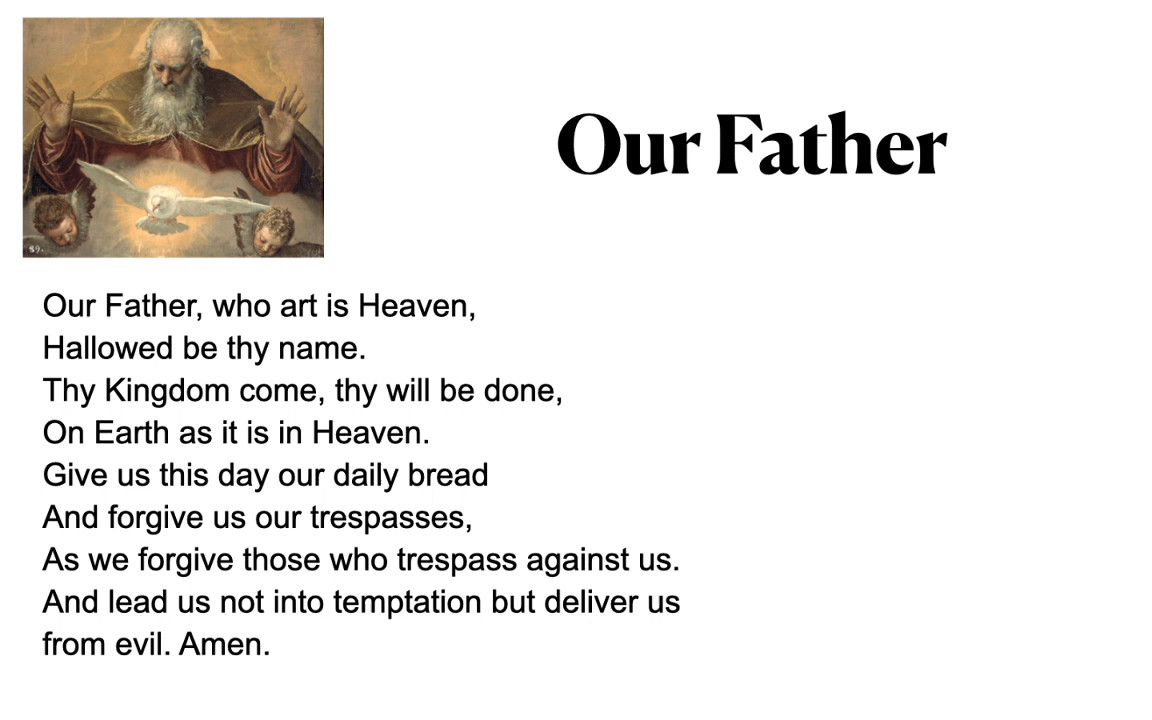 89.
Our Father
Our Father, who art is Heaven,
Hallowed be thy name.
Thy Kingdom come, thy will be done,
On Earth as it is in Heaven.
Give us this day our daily bread
And forgive us our trespasses,
As we forgive those who trespass against us.
And lead us not into temptation but deliver us
from evil. Amen.